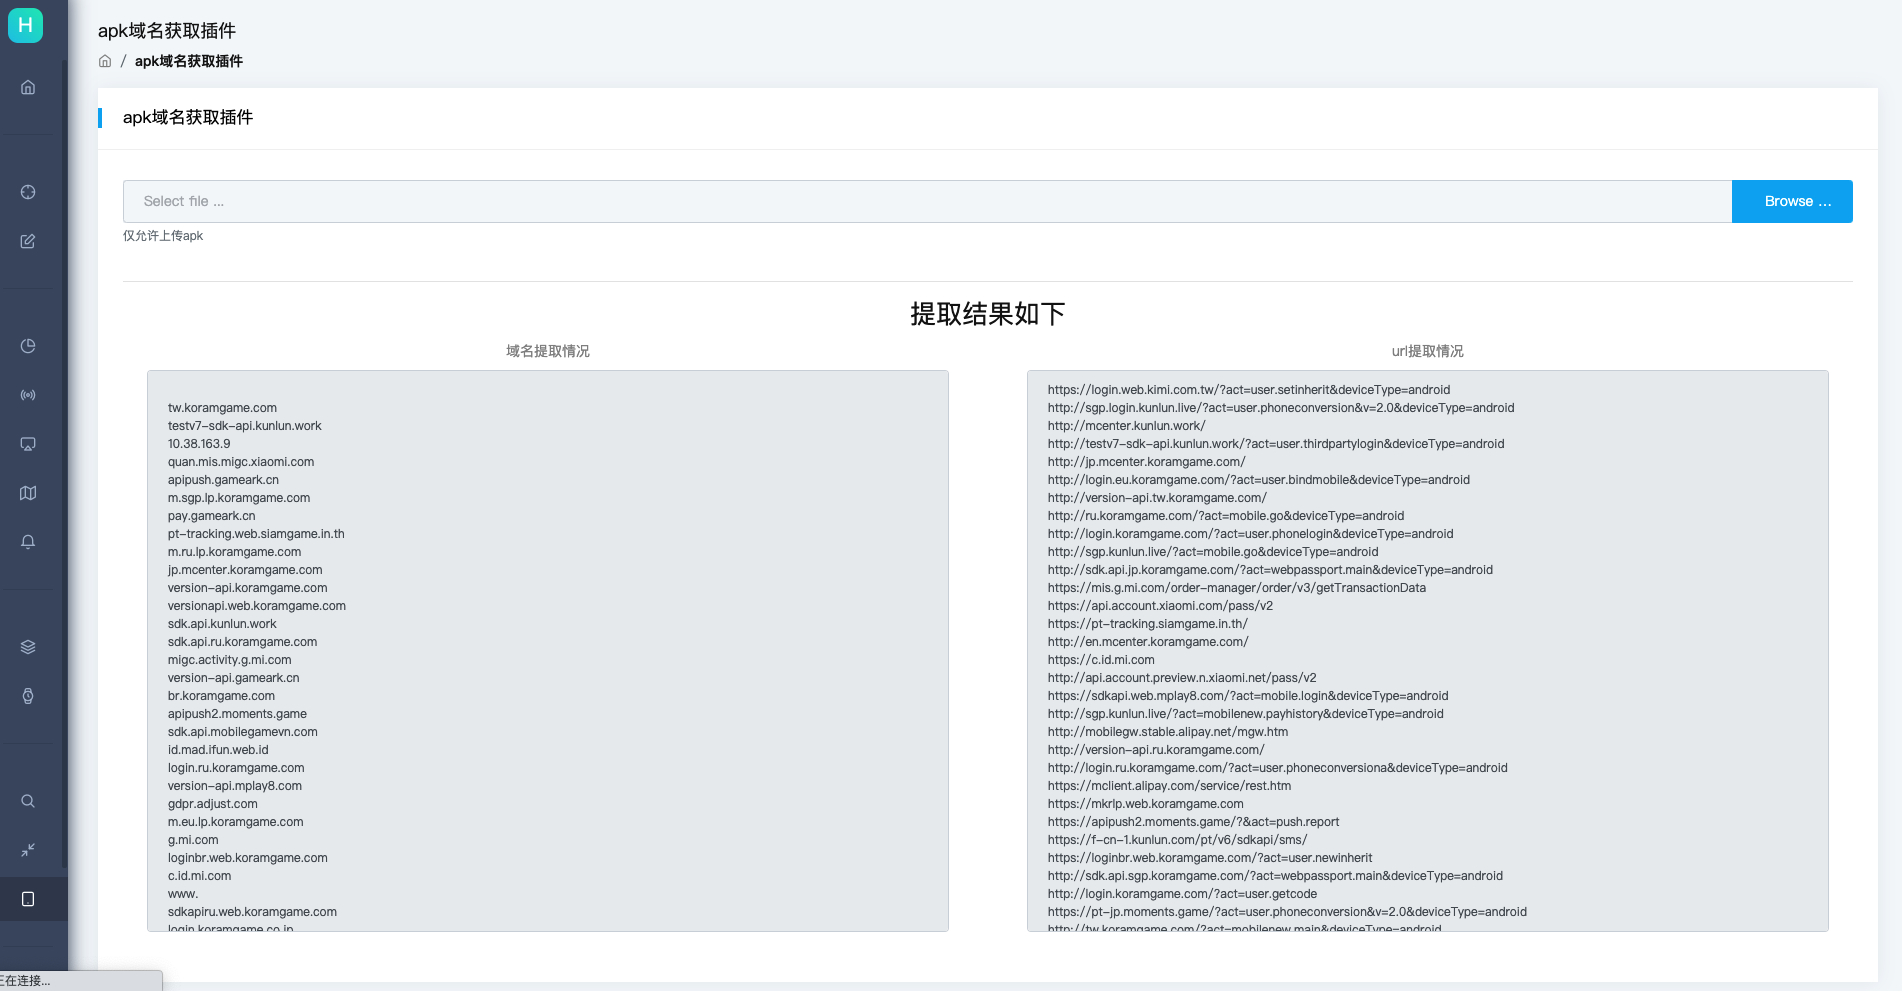 H
apk域名获取插件
/ apk域名获取插件
apk域名获取插件
Select file ...
Browse ...
仅允许上传apk
提取结果如下
域名提取情况
tw.koramgame.com
testv7-sdk-api.kunlun.work
10.38.163.9
quan.mis.migc.xiaomi.com
apipush.gameark.cn
m.sgp.lp.koramgame.com
pay.gameark.cn
pt-tracking.web.siamgame.in.th
m.ru.lp.koramgame.com
jp.mcenter.koramgame.com
version-api.koramgame.com
versionapi.web.koramgame.com
sdk.api.kunlun.work
sdk.api.ru.koramgame.com
migc.activity.g.mi.com
version-api.gameark.cn
br.koramgame.com
apipush2.moments.game
sdk.api.mobilegamevn.com
id.mad.ifun.web.id
login.ru.koramgame.com
version-api.mplay8.com
gdpr.adjust.com
m.eu.lp.koramgame.com
g.mi.com
loginbr.web.koramgame.com
c.id.mi.com
www.
sdkapiru.web.koramgame.com
login.koramgame.co.jp
url提取情况
https://login.web.kimi.com.tw/?act=user.setinherit&deviceType=android
http://sgp.login.kunlun.live/?act=user.phoneconversion&v=2.0&deviceType=android
http://mcenter.kunlun.work/
http://testv7-sdk-api.kunlun.work/?act=user.thirdpartylogin&deviceType=android
http://jp.mcenter.koramgame.com/
http://login.eu.koramgame.com/?act=user.bindmobile&deviceType=android
http://version-api.tw.koramgame.com/
http://ru.koramgame.com/?act=mobile.go&deviceType=android
http://login.koramgame.com/?act=user.phonelogin&deviceType=android
http://sgp.kunlun.live/?act=mobile.go&deviceType=android
http://sdk.api.jp.koramgame.com/?act=webpassport.main&deviceType=android
https://mis.g.mi.com/order-manager/order/v3/getTransactionData
https://api.account.xiaomi.com/pass/v2
https://pt-tracking.siamgame.in.th/
http://en.mcenter.koramgame.com/
https://c.id.mi.com
http://api.account.preview.n.xiaomi.net/pass/v2
https://sdkapi.web.mplay8.com/?act=mobile.login&deviceType=android
http://sgp.kunlun.live/?act=mobilenew.payhistory&deviceType=android
http://mobilegw.stable.alipay.net/mgw.htm
http://version-api.ru.koramgame.com/
http://login.ru.koramgame.com/?act=user.phoneconversiona&deviceType=android
https://mclient.alipay.com/service/rest.htm
https://mkrlp.web.koramgame.com
https://apipush2.moments.game/?&act=push.report
https://f-cn-1.kunlun.com/pt/v6/sdkapi/sms/
https://loginbr.web.koramgame.com/?act=user.newinherit
http://sdk.api.sgp.koramgame.com/?act=webpassport.main&deviceType=android
http://login.koramgame.com/?act=user.getcode
https://pt-jp.moments.game/?act=user.phoneconversion&v=2.0&deviceType=android
http://tw.koramgame.com/?act=mobilenew.main&deviceType=android
正在连接...